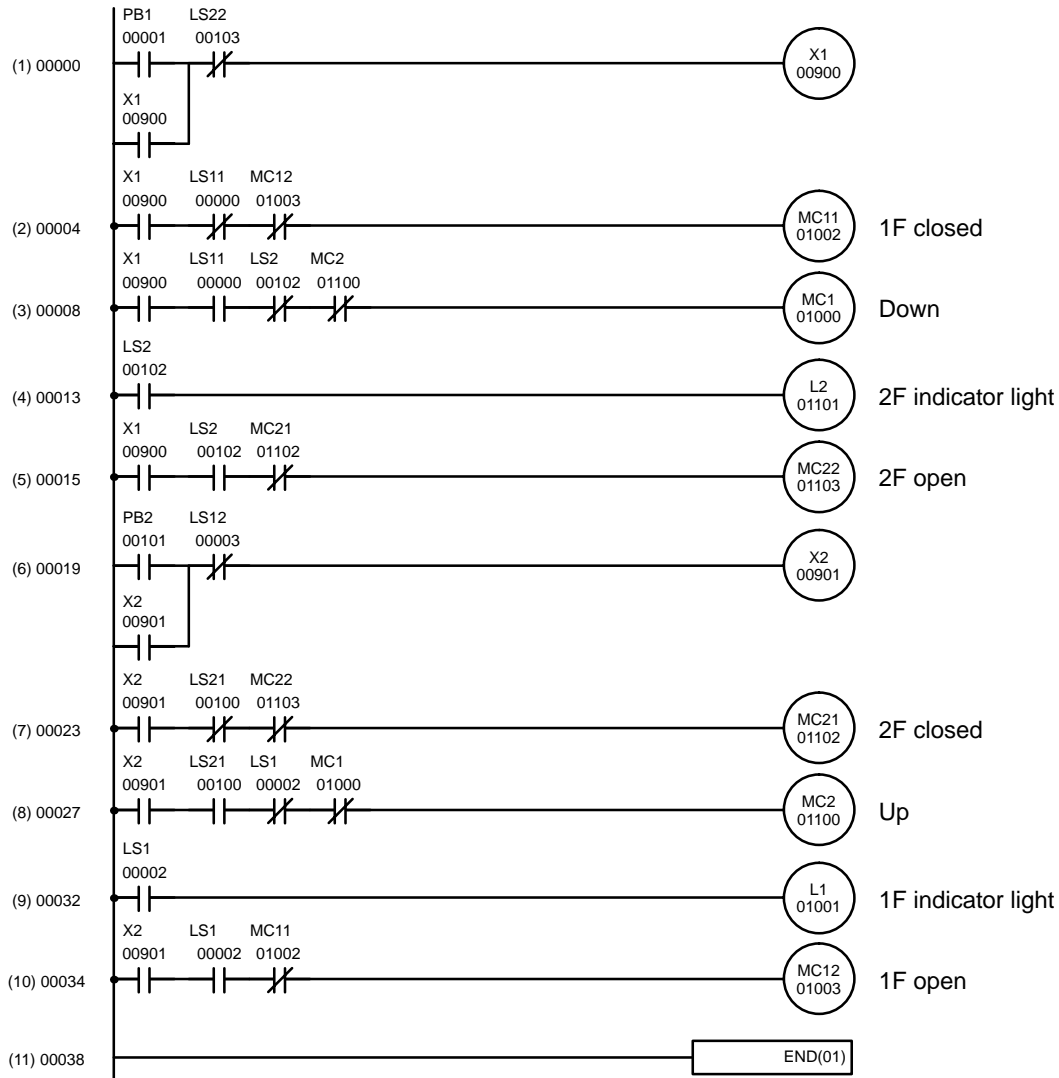 PB1 LS22
00001 00103
(1) 00000
X1
00900
X1
00900
X1 LS11 MC12
00900 00000 01003
(2) 00004
MC11
01002
1F closed
X1 LS11 LS2 MC2
00900 00000 00102 01100
(3) 00008
MC1
01000
Down
LS2
00102
(4) 00013
L2
01101
2F indicator light
X1 LS2 MC21
00900 00102 01102
(5) 00015
MC22
01103
2F open
PB2 LS12
00101 00003
(6) 00019
X2
00901
X2
00901
X2 LS21 MC22
00901 00100 01103
(7) 00023
MC21
01102
2F closed
X2 LS21 LS1 MC1
00901 00100 00002 01000
(8) 00027
MC2
01100
Up
LS1
00002
(9) 00032
L1
01001
1F indicator light
X2 LS1 MC11
00901 00002 01002
(10) 00034
MC12
01003
1F open
(11) 00038
END(01)